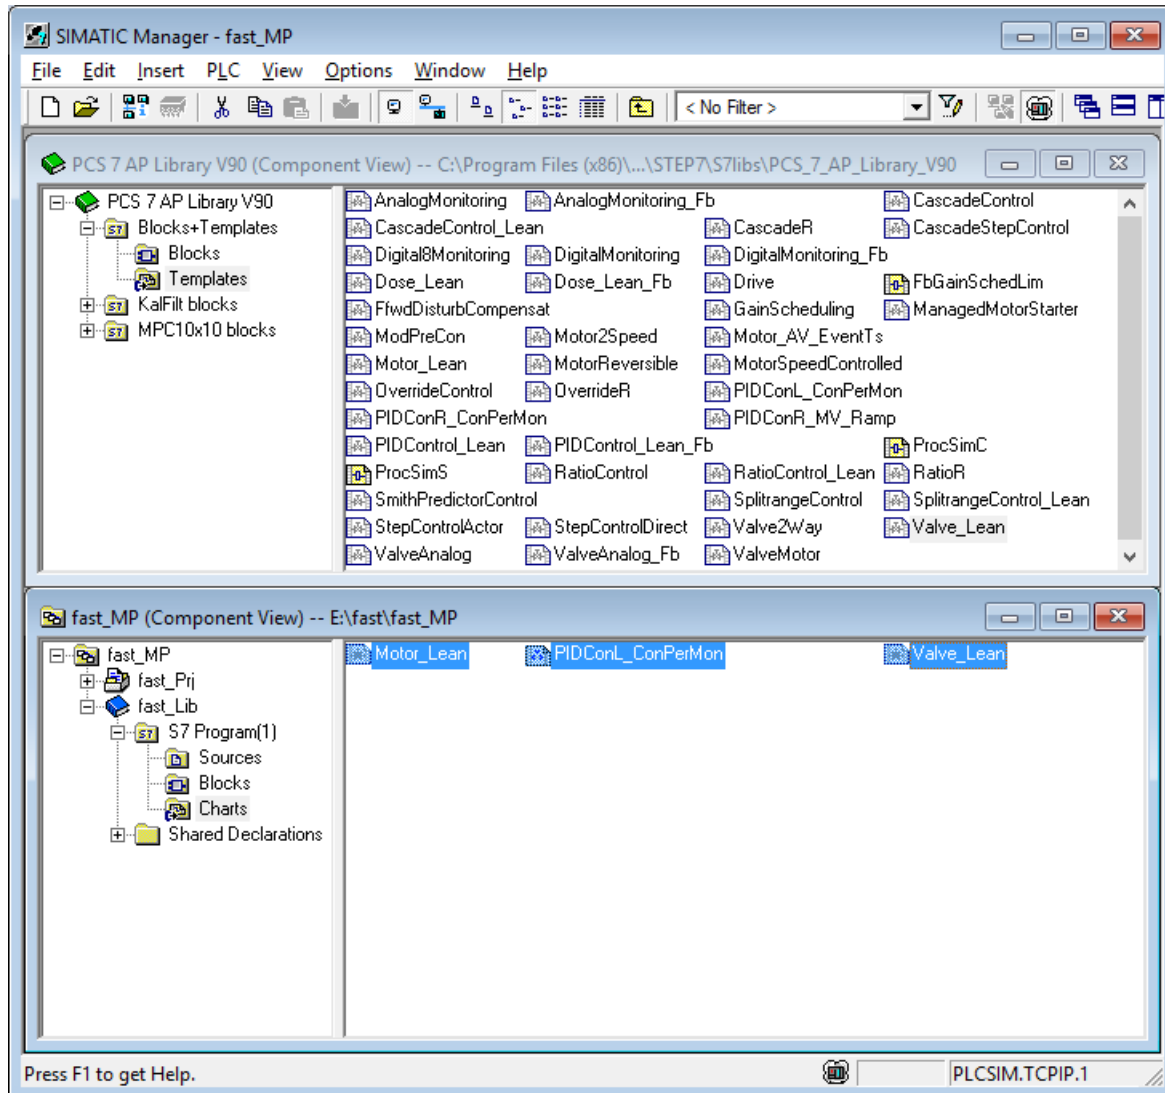 SIMATIC Manager - fast_MP
File Edit Insert PLC View Options Window Help
< No Filter >
PCS 7 AP Library V90 (Component View) -- C:\Program Files (x86)\...\STEP7\S7libs\PCS_7_AP_Library_V90
PCS 7 AP Library V90
Blocks+Templates
Blocks
Templates
KalFilt blocks
MPC10x10 blocks
AnalogMonitoring AnalogMonitoring_Fb CascadeControl
CascadeControl_Lean CascadeR CascadeStepControl
Digital8Monitoring DigitalMonitoring DigitalMonitoring_Fb
Dose_Lean Dose_Lean_Fb Drive FbGainSchedLim
FfwdDisturbCompensat GainScheduling ManagedMotorStarter
ModPreCon Motor2Speed Motor_AV_EventTs
Motor_Lean MotorReversible MotorSpeedControlled
OverrideControl OverrideR PIDConL_ConPerMon
PIDConR_ConPerMon PIDConR_MV_Ramp
PIDControl_Lean PIDControl_Lean_Fb ProcSimC
ProcSimS RatioControl RatioControl_Lean RatioR
SmithPredictorControl SplitrangeControl SplitrangeControl_Lean
StepControlActor StepControlDirect Valve2Way Valve_Lean
ValveAnalog ValveAnalog_Fb ValveMotor
fast_MP (Component View) -- E:\fast\fast_MP
fast_MP
fast_Prj
fast_Lib
S7 Program(1)
Sources
Blocks
Charts
Shared Declarations
Motor_Lean PIDConL_ConPerMon Valve_Lean
Press F1 to get Help.
PLCSIM.TCPIP.1